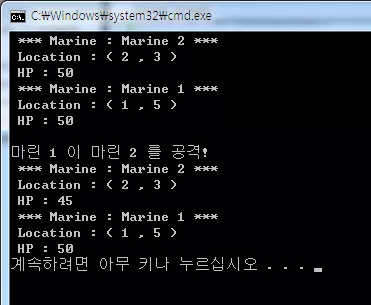 C:₩Windows₩system32₩cmd.exe
*** Marine : Marine 2 ***
Location : ( 2 , 3 )
HP : 50
*** Marine : Marine 1 ***
Location : ( 1 , 5 )
HP : 50
마린 1 이 마린 2 를 공격!
*** Marine : Marine 2 ***
Location : ( 2 , 3 )
HP : 45
*** Marine : Marine 1 ***
Location : ( 1 , 5 )
HP : 50
계속하려면 아무 키나 누르십시오 . . .